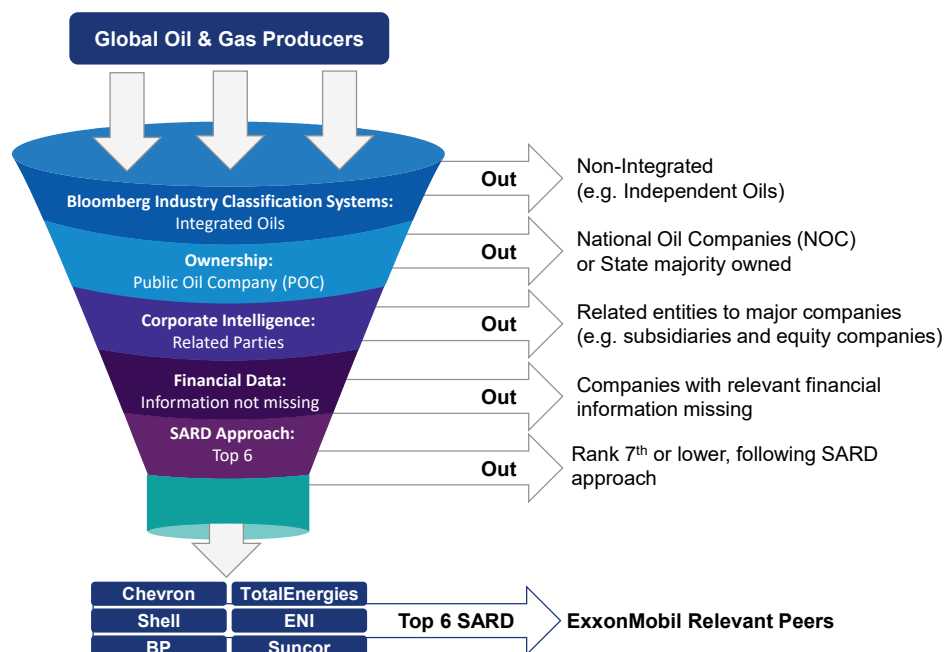 Global Oil & Gas Producers
Bloomberg Industry Classification Systems:
Integrated Oils
Out
Non-Integrated
(e.g. Independent Oils)
Ownership:
Public Oil Company (POC)
Out
National Oil Companies (NOC)
or State majority owned
Corporate Intelligence:
Related Parties
Out
Related entities to major companies
(e.g. subsidiaries and equity companies)
Financial Data:
Information not missing
Out
Companies with relevant financial
information missing
SARD Approach:
Top 6
Out
Rank 7th or lower, following SARD
approach
Chevron
TotalEnergies
Shell
ENI
BP
Suncor
Top 6 SARD
ExxonMobil Relevant Peers